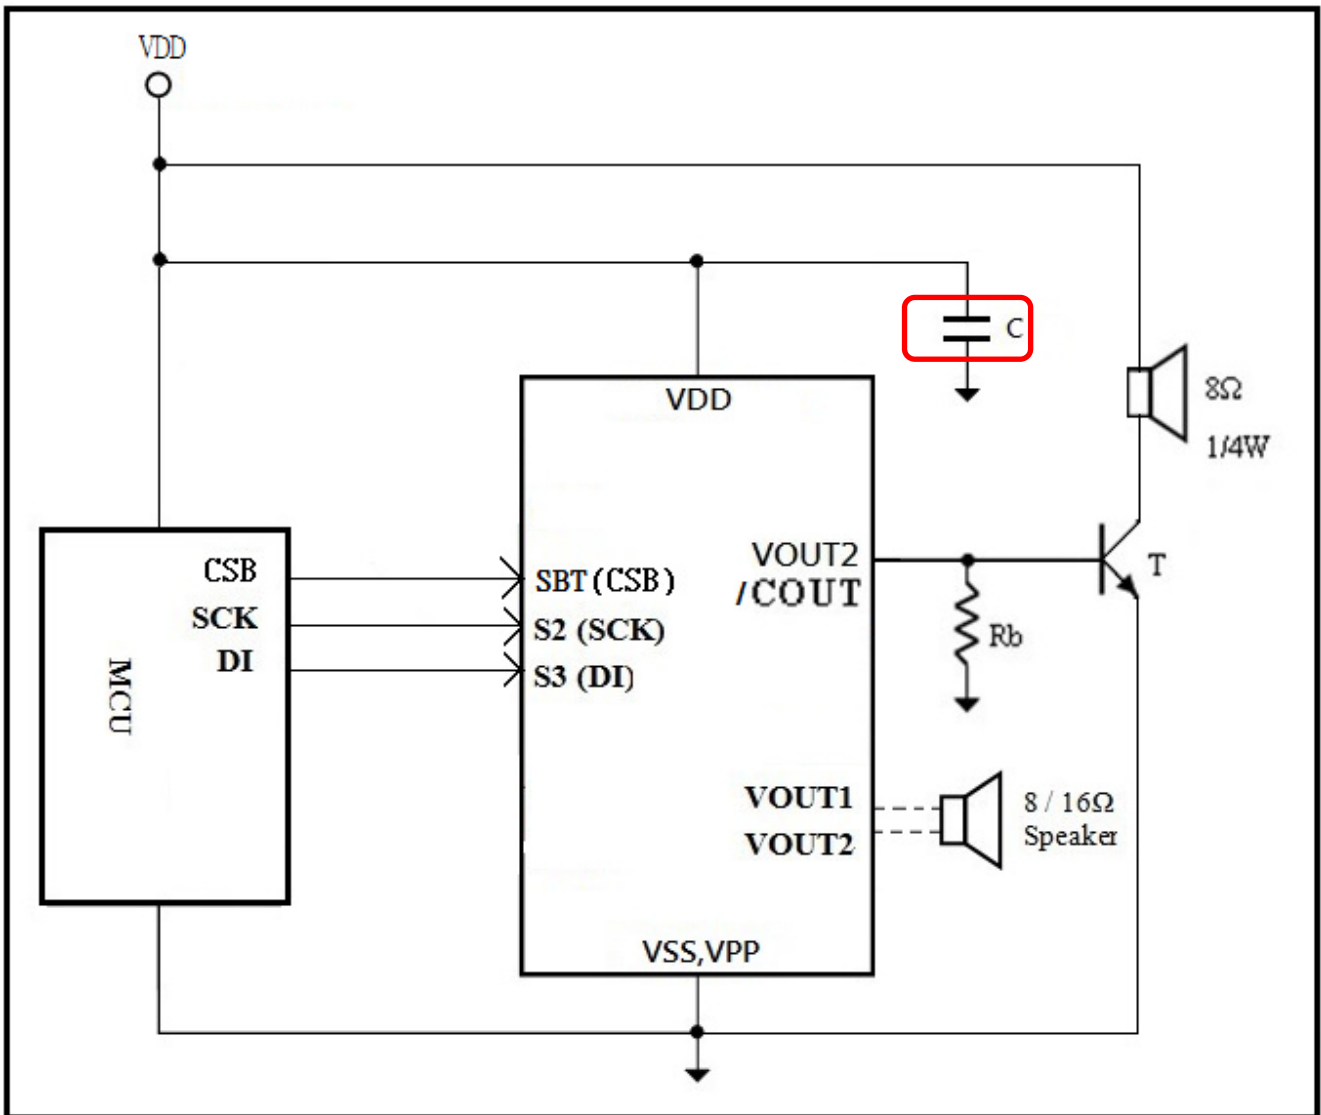 VDD
C
8Ω
1/4W
VDD
CSB
SCK
DI
MCU
SBT (CSB)
S2 (SCK)
S3 (DI)
VOUT2
/COUT
T
Rb
VOUT1
VOUT2
8 / 16Ω
Speaker
VSS,VPP